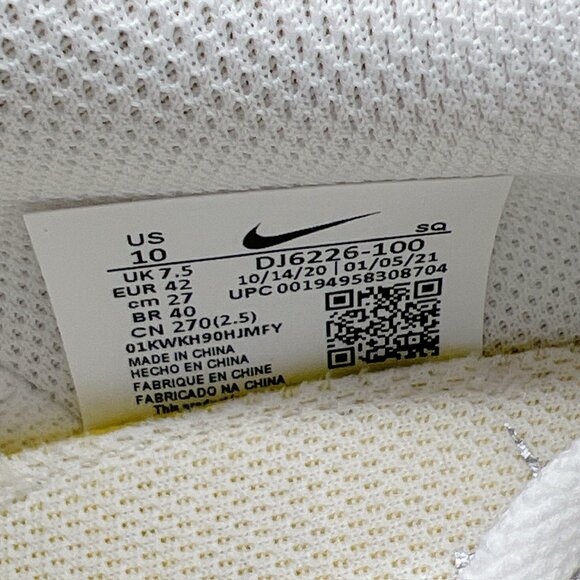 US
10
SQ
UK 7.5
EUR 42
cm 27
BR 40
CN 270(2.5)
DJ6226-100
10/14/20 | 01/05/21
UPC 00194958308704
01KWKH90HJMFY
MADE IN CHINA
HECHO EN CHINA
FABRIQUE EN CHINE
FABRICADO NA CHINA
This